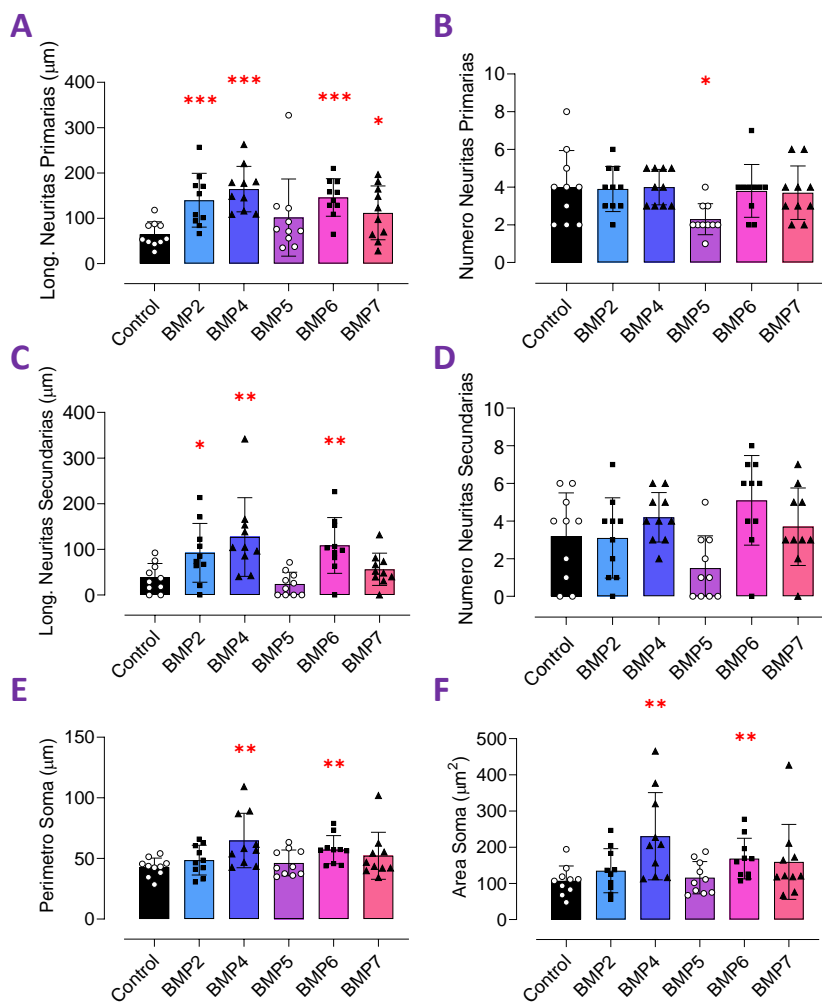 A
Long. Neuritas Primarias (μm)
400
300
200
100
0
***
***
***
*
Control
BMP2
BMP4
BMP5
BMP6
BMP7
B
Numero Neuritas Primarias
10
8
6
4
2
0
*
Control
BMP2
BMP4
BMP5
BMP6
BMP7
C
Long. Neuritas Secundarias (μm)
400
300
200
100
0
*
**
**
Control
BMP2
BMP4
BMP5
BMP6
BMP7
D
Numero Neuritas Secundarias
8
6
4
2
0
Control
BMP2
BMP4
BMP5
BMP6
BMP7
E
Perimetro Soma (μm)
150
100
50
0
**
**
Control
BMP2
BMP4
BMP5
BMP6
BMP7
F
Area Soma (μm²)
500
400
300
200
100
0
**
**
Control
BMP2
BMP4
BMP5
BMP6
BMP7